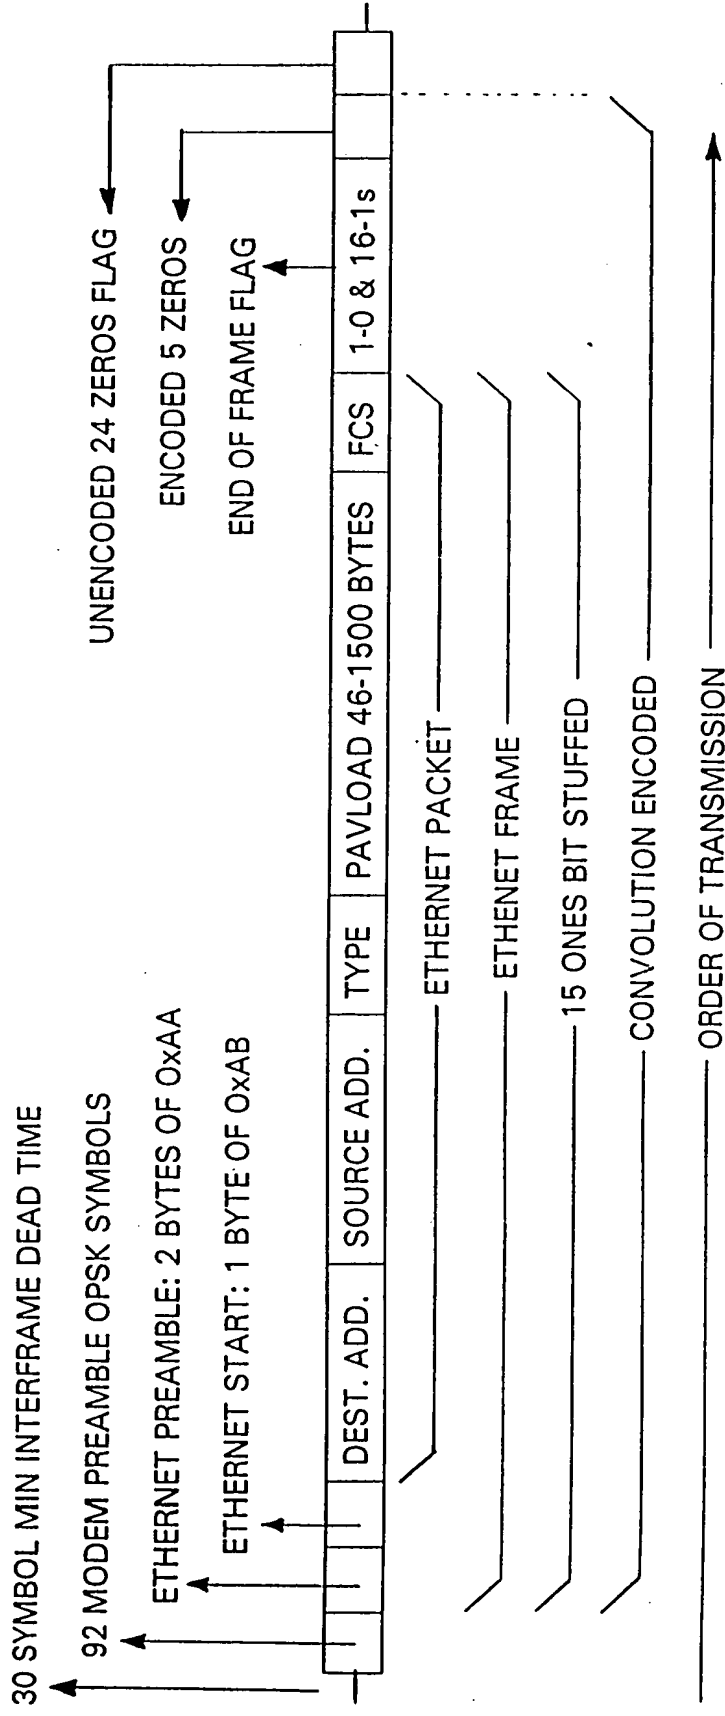 30 SYMBOL MIN INTERFRAME DEAD TIME
92 MODEM PREAMBLE OPSK SYMBOLS
ETHERNET PREAMBLE: 2 BYTES OF 0xAA
ETHERNET START: 1 BYTE OF 0xAB
UNENCODED 24 ZEROS FLAG
ENCODED 5 ZEROS
END OF FRAME FLAG
DEST. ADD.
SOURCE ADD.
TYPE
PAVLOAD 46-1500 BYTES
FCS
1-0 & 16-1s
ETHERNET PACKET
ETHENET FRAME
15 ONES BIT STUFFED
CONVOLUTION ENCODED
ORDER OF TRANSMISSION